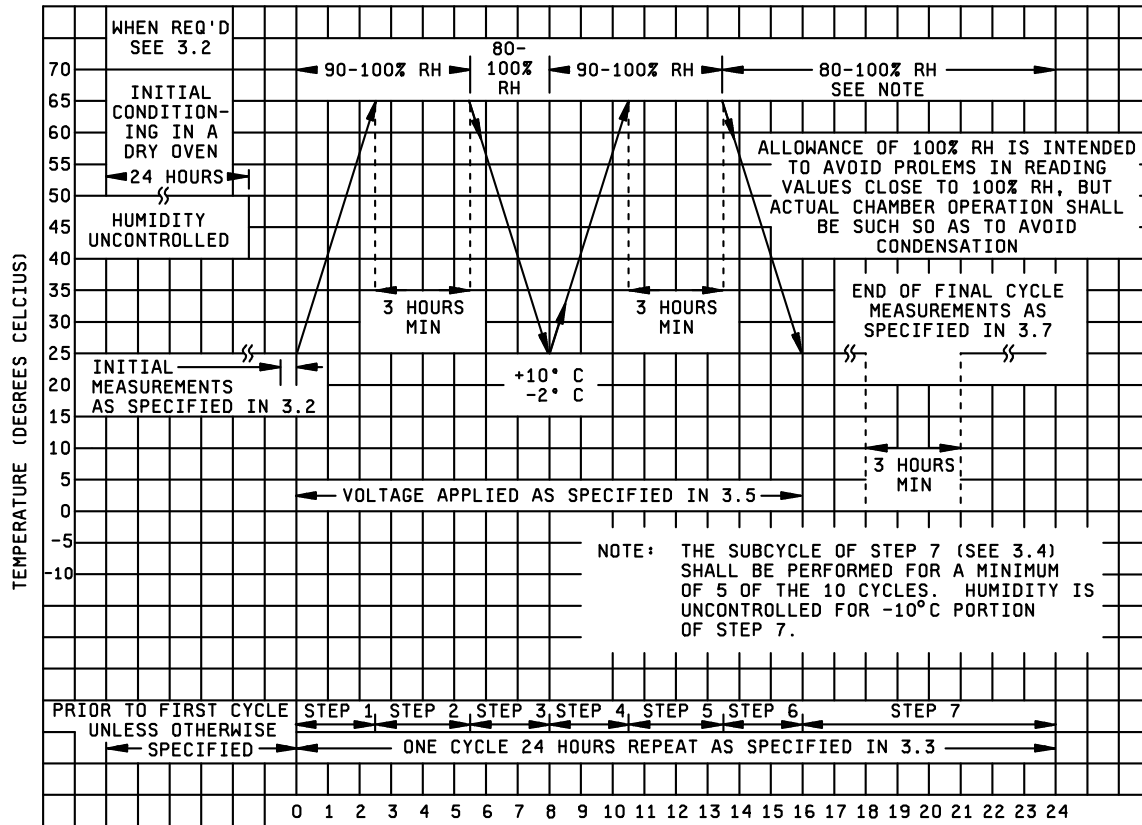 WHEN REQ'D
SEE 3.2
INITIAL
CONDITION-
ING IN A
DRY OVEN
24 HOURS
HUMIDITY
UNCONTROLLED
90-100% RH
80-
100%
RH
90-100% RH
80-100% RH
SEE NOTE
ALLOWANCE OF 100% RH IS INTENDED
TO AVOID PROLEMS IN READING
VALUES CLOSE TO 100% RH, BUT
ACTUAL CHAMBER OPERATION SHALL
BE SUCH SO AS TO AVOID
CONDENSATION
3 HOURS
MIN
3 HOURS
MIN
END OF FINAL CYCLE
MEASUREMENTS AS
SPECIFIED IN 3.7
INITIAL
MEASUREMENTS
AS SPECIFIED IN 3.2
+10° C
-2° C
3 HOURS
MIN
VOLTAGE APPLIED AS SPECIFIED IN 3.5
NOTE: THE SUBCYCLE OF STEP 7 (SEE 3.4)
SHALL BE PERFORMED FOR A MINIMUM
OF 5 OF THE 10 CYCLES. HUMIDITY IS
UNCONTROLLED FOR -10°C PORTION
OF STEP 7.
TEMPERATURE (DEGREES CELCIUS)
70
65
60
55
50
45
40
35
30
25
20
15
10
5
0
-5
-10
PRIOR TO FIRST CYCLE
UNLESS OTHERWISE
SPECIFIED
STEP 1 STEP 2 STEP 3 STEP 4 STEP 5 STEP 6 STEP 7
ONE CYCLE 24 HOURS REPEAT AS SPECIFIED IN 3.3
0 1 2 3 4 5 6 7 8 9 10 11 12 13 14 15 16 17 18 19 20 21 22 23 24